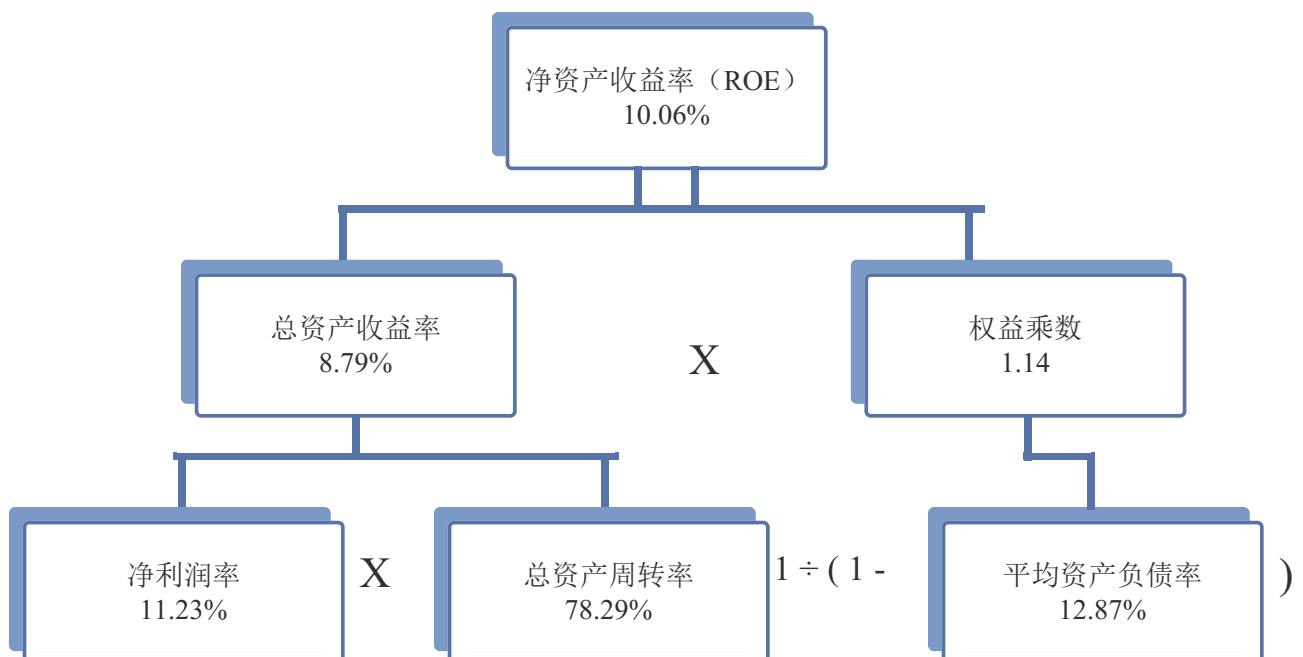 净资产收益率（ROE）
10.06%
总资产收益率
8.79%
X
权益乘数
1.14
净利润率
11.23%
X
总资产周转率
78.29%
1 ÷ ( 1 -
平均资产负债率
12.87%
)